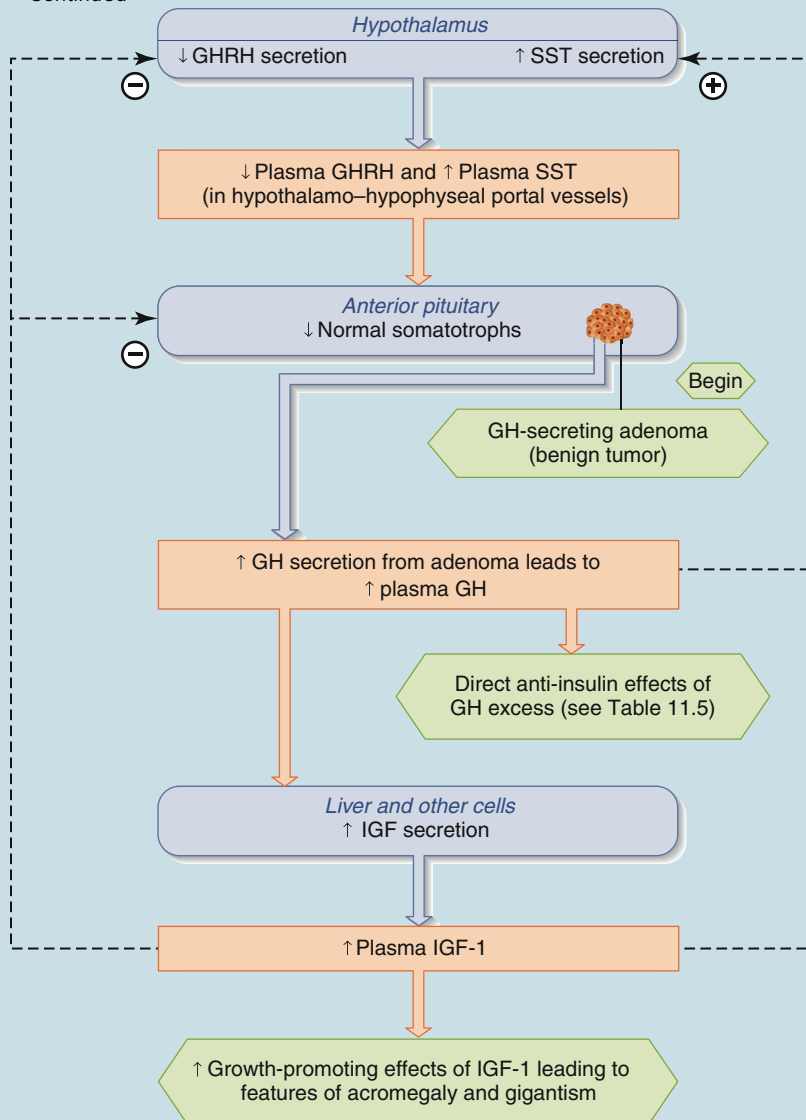 Continued
Hypothalamus
↓ GHRH secretion ↑ SST secretion
− +
↓ Plasma GHRH and ↑ Plasma SST
(in hypothalamo–hypophyseal portal vessels)
Anterior pituitary
↓ Normal somatotrophs
−
Begin
GH-secreting adenoma
(benign tumor)
↑ GH secretion from adenoma leads to
↑ plasma GH
Direct anti-insulin effects of
GH excess (see Table 11.5)
Liver and other cells
↑ IGF secretion
↑ Plasma IGF-1
↑ Growth-promoting effects of IGF-1 leading to
features of acromegaly and gigantism